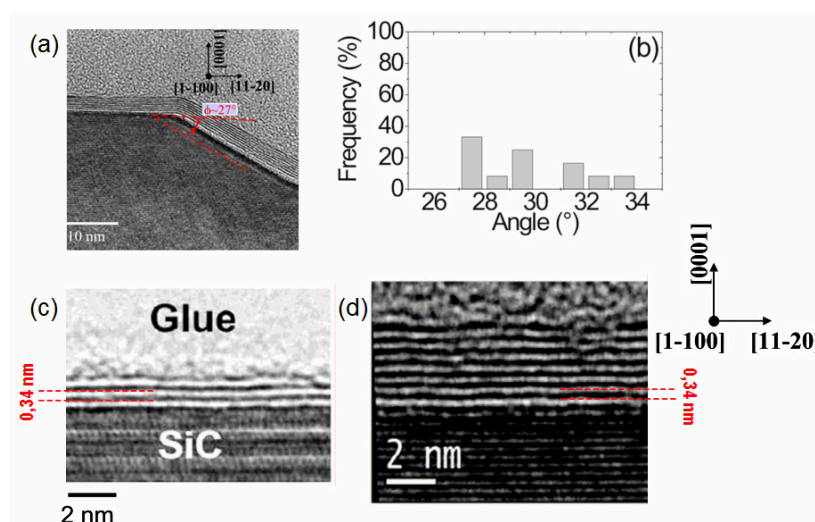 (a)
[0001]
[1-100]
[11-20]
ϕ~27°
10 nm
(b)
Frequency (%)
100
80
60
40
20
0
26 28 30 32 34
Angle (°)
(c)
Glue
0,34 nm
SiC
2 nm
(d)
2 nm
0,34 nm
[0001]
[1-100] [11-20]